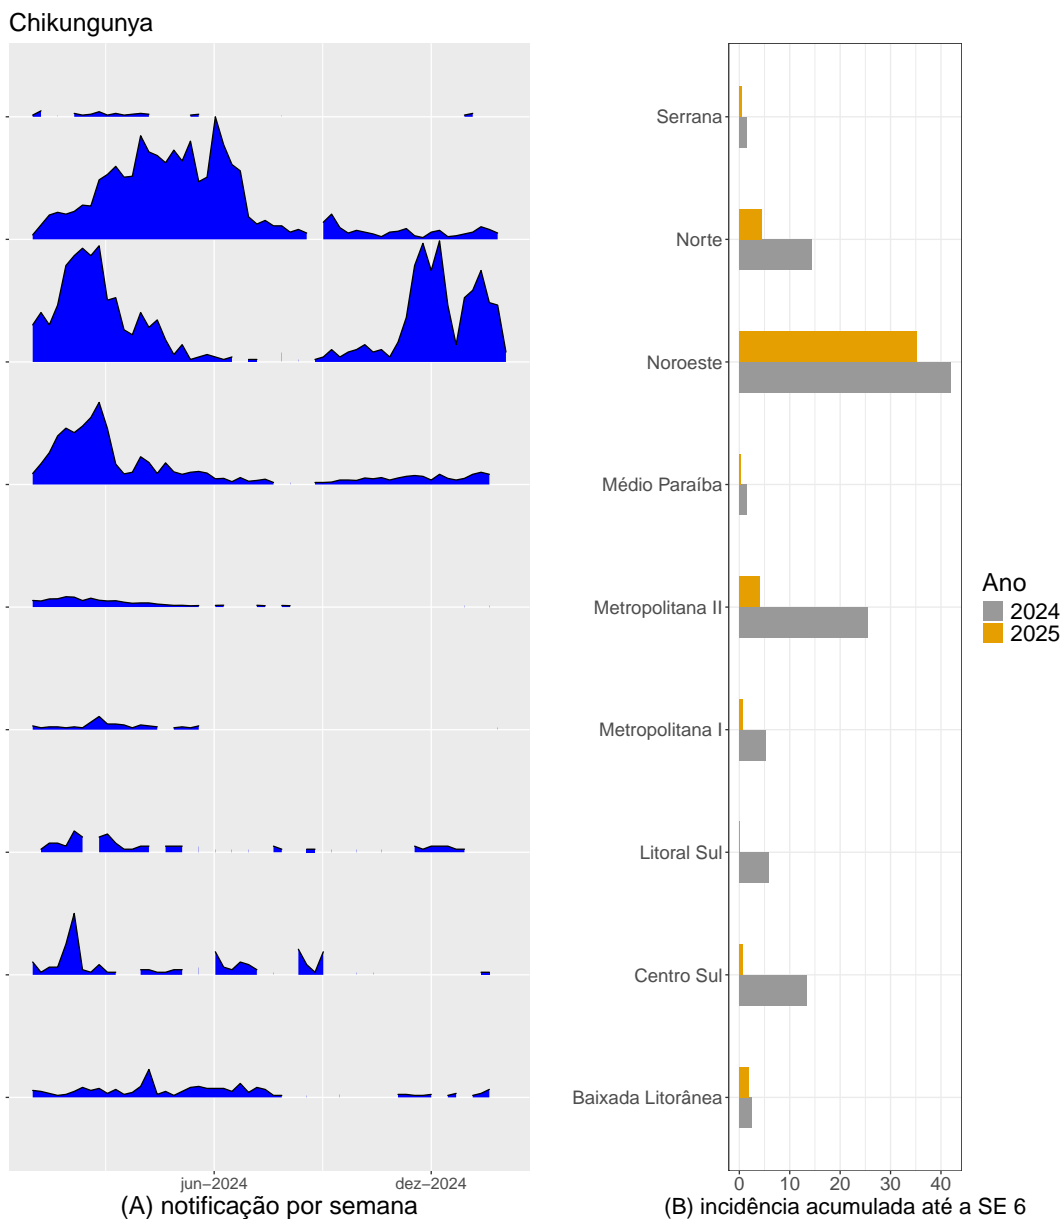 Chikungunya
jun−2024
dez−2024
(A) notificação por semana
Serrana
Norte
Noroeste
Médio Paraíba
Metropolitana II
Metropolitana I
Litoral Sul
Centro Sul
Baixada Litorânea
0 10 20 30 40
(B) incidência acumulada até a SE 6
Ano
2024
2025